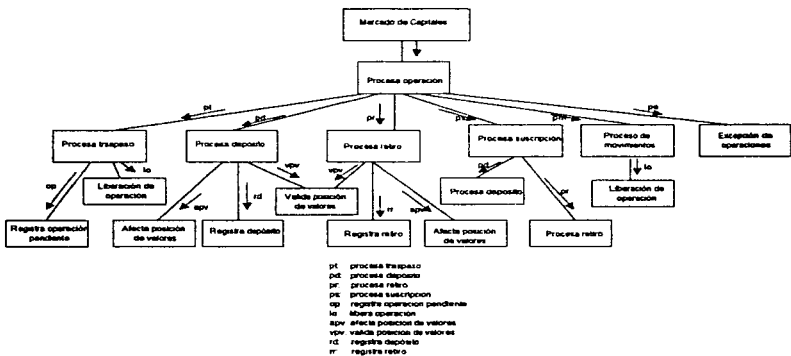 Mercado de Capitales
Procesa operación
pt
pd
pr
ps
pm
pe
Procesa traspaso
Procesa depósito
Procesa retiro
Procesa suscripción
Proceso de
movimientos
Excepción de
operaciones
op
lo
vpv
vpv
pd
pr
lo
Liberación de
operación
apv
rd
Valida posición
de valores
rr
apv
Procesa deposito
Liberación de
operación
Registra operación
pendiente
Afecta posición
de valores
Registra depósito
Registra retiro
Afecta posición
de valores
Procesa retiro
pt procesa traspaso
pd procesa depósito
pr procesa retiro
ps procesa suscripcion
op registra operacion pendiente
lo libera operación
apv afecta posicion de valores
vpv valida posición de valores
rd registra depósito
rr registra retiro